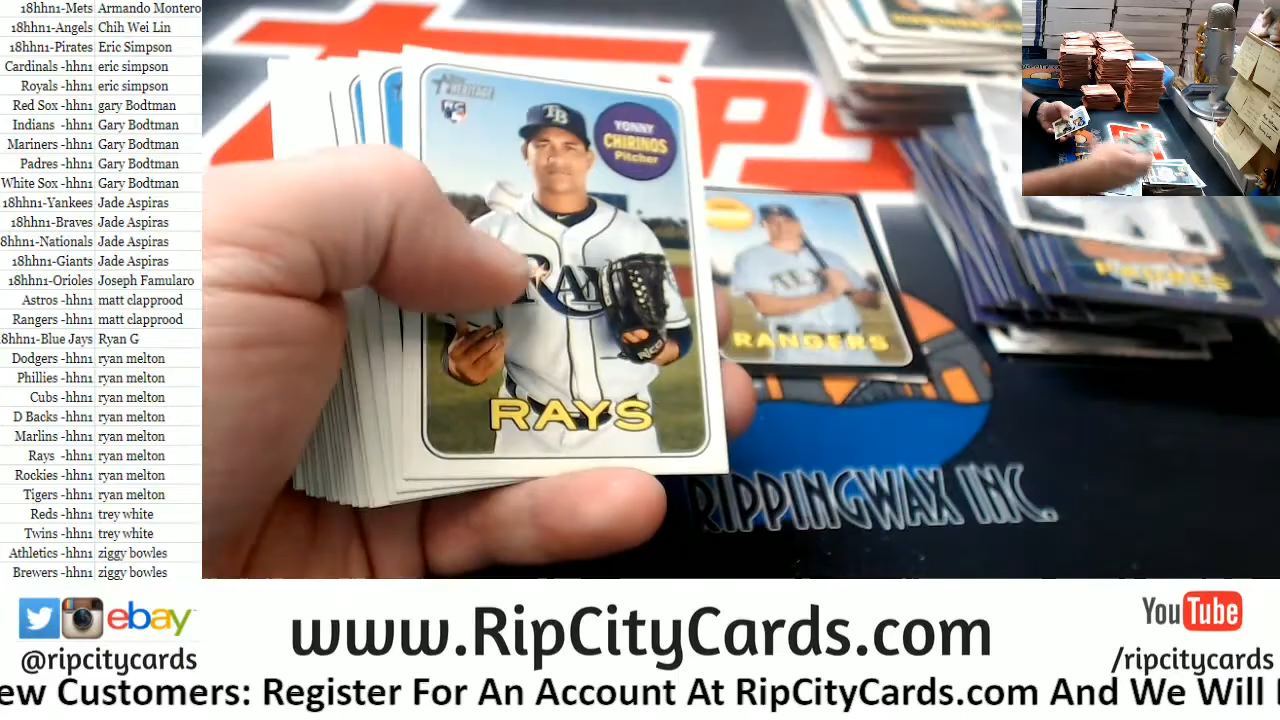 18hhn1-Mets Armando Montero
18hhn1-Angels Chih Wei Lin
18hhn1-Pirates Eric Simpson
Cardinals -hhn1 eric simpson
Royals -hhn1 eric simpson
Red Sox -hhn1 gary Bodtman
Indians -hhn1 Gary Bodtman
Mariners -hhn1 Gary Bodtman
Padres -hhn1 Gary Bodtman
White Sox -hhn1 Gary Bodtman
18hhn1-Yankees Jade Aspiras
18hhn1-Braves Jade Aspiras
8hhn1-Nationals Jade Aspiras
18hhn1-Giants Jade Aspiras
18hhn1-Orioles Joseph Famularo
Astros -hhn1 matt clapprood
Rangers -hhn1 matt clapprood
8hhn1-Blue Jays Ryan G
Dodgers -hhn1 ryan melton
Phillies -hhn1 ryan melton
Cubs -hhn1 ryan melton
D Backs -hhn1 ryan melton
Marlins -hhn1 ryan melton
Rays -hhn1 ryan melton
Rockies -hhn1 ryan melton
Tigers -hhn1 ryan melton
Reds -hhn1 trey white
Twins -hhn1 trey white
Athletics -hhn1 ziggy bowles
Brewers -hhn1 ziggy bowles
HERITAGE
RC
TB
YONNY
CHIRINOS
Pitcher
RAYS
RANGERS
PADRES
RIPPINGWAX INC.
ebay
@ripcitycards
www.RipCityCards.com
YouTube
/ripcitycards
ew Customers: Register For An Account At RipCityCards.com And We Will